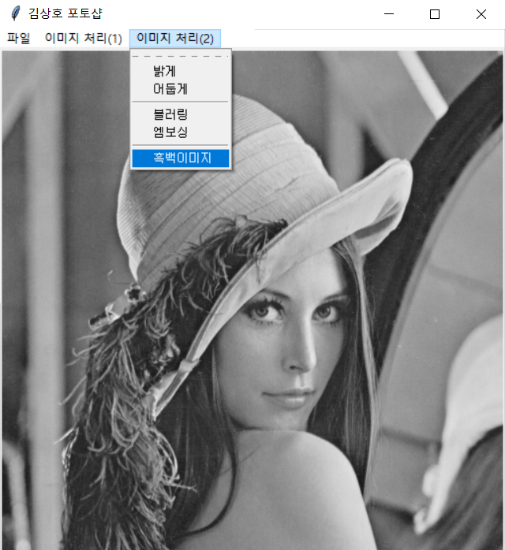 김상호 포토샵
파일 이미지 처리(1) 이미지 처리(2)
밝게
어둡게
블러링
엠보싱
흑백이미지